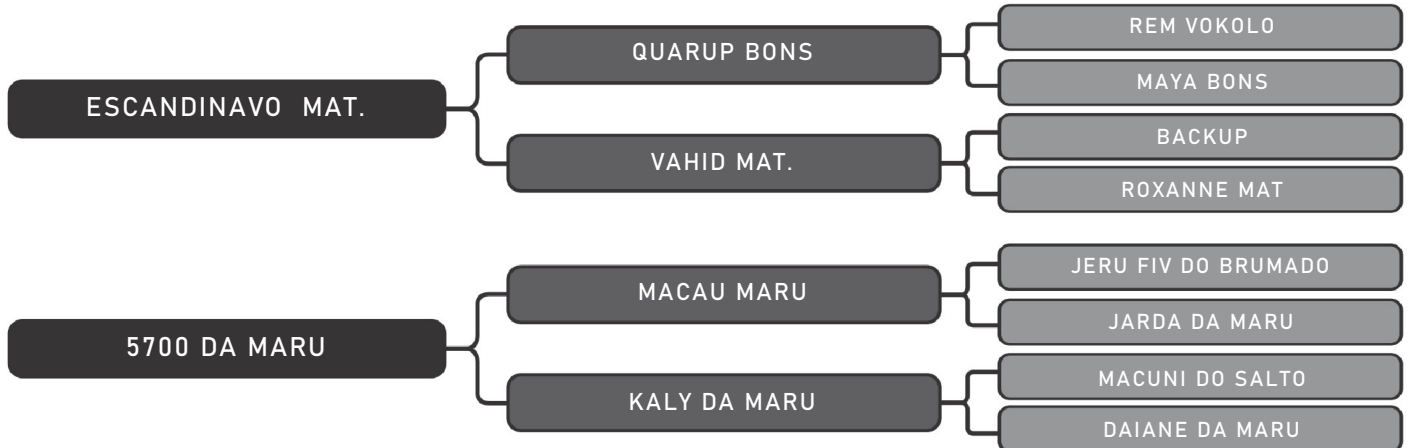 REM VOKOLO
QUARUP BONS
MAYA BONS
ESCANDINAVO MAT.
BACKUP
VAHID MAT.
ROXANNE MAT
JERU FIV DO BRUMADO
MACAU MARU
JARDA DA MARU
5700 DA MARU
MACUNI DO SALTO
KALY DA MARU
DAIANE DA MARU